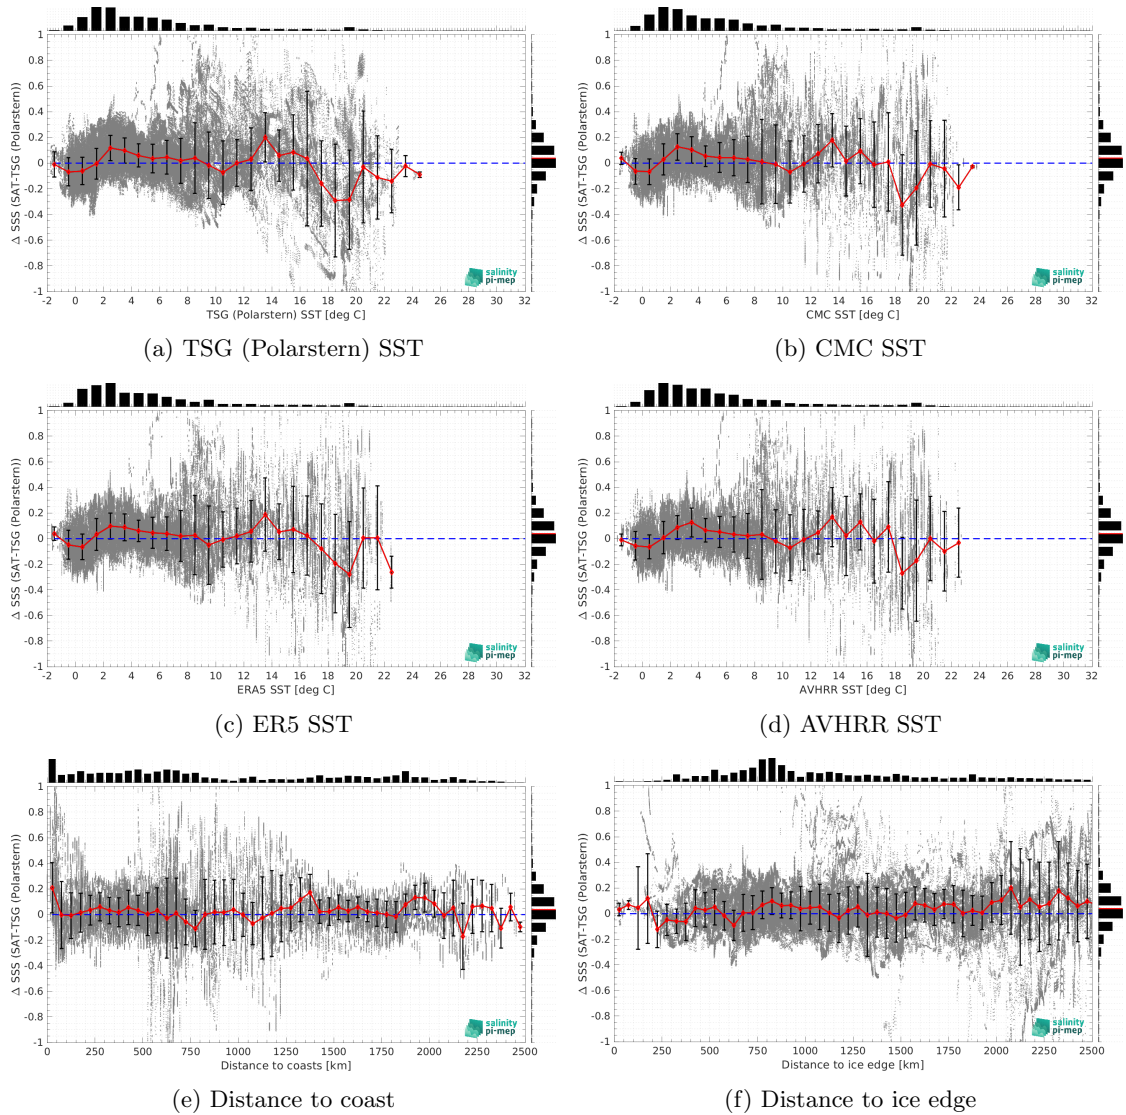 1
0.8
0.6
0.4
0.2
0
-0.2
-0.4
-0.6
-0.8
-1
Δ SSS (SAT-TSG (Polarstern))
-2 0 2 4 6 8 10 12 14 16 18 20 22 24 26 28 30 32
TSG (Polarstern) SST [deg C]
salinity
pi-mep
(a) TSG (Polarstern) SST
1
0.8
0.6
0.4
0.2
0
-0.2
-0.4
-0.6
-0.8
-1
Δ SSS (SAT-TSG (Polarstern))
-2 0 2 4 6 8 10 12 14 16 18 20 22 24 26 28 30 32
CMC SST [deg C]
salinity
pi-mep
(b) CMC SST
1
0.8
0.6
0.4
0.2
0
-0.2
-0.4
-0.6
-0.8
-1
Δ SSS (SAT-TSG (Polarstern))
-2 0 2 4 6 8 10 12 14 16 18 20 22 24 26 28 30 32
ERA5 SST [deg C]
salinity
pi-mep
(c) ER5 SST
1
0.8
0.6
0.4
0.2
0
-0.2
-0.4
-0.6
-0.8
-1
Δ SSS (SAT-TSG (Polarstern))
-2 0 2 4 6 8 10 12 14 16 18 20 22 24 26 28 30 32
AVHRR SST [deg C]
salinity
pi-mep
(d) AVHRR SST
1
0.8
0.6
0.4
0.2
0
-0.2
-0.4
-0.6
-0.8
-1
Δ SSS (SAT-TSG (Polarstern))
0 250 500 750 1000 1250 1500 1750 2000 2250 2500
Distance to coasts [km]
salinity
pi-mep
(e) Distance to coast
1
0.8
0.6
0.4
0.2
0
-0.2
-0.4
-0.6
-0.8
-1
Δ SSS (SAT-TSG (Polarstern))
0 250 500 750 1000 1250 1500 1750 2000 2250 2500
Distance to ice edge [km]
salinity
pi-mep
(f) Distance to ice edge